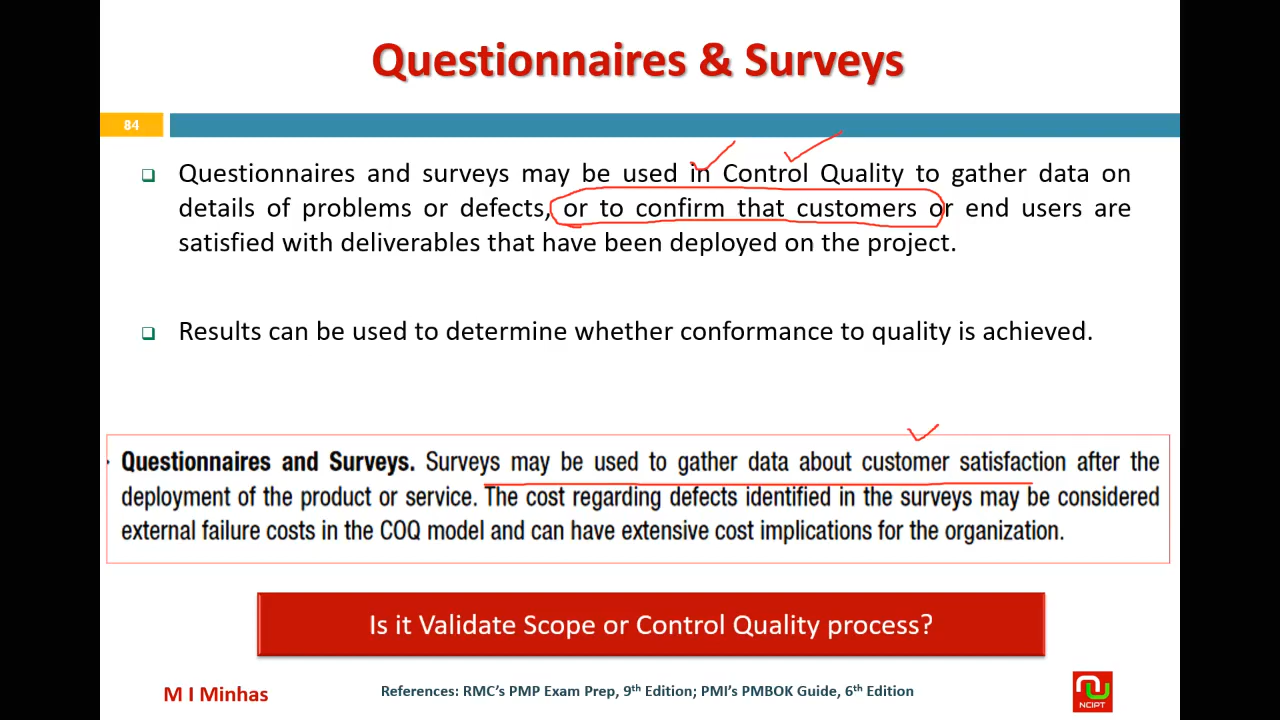 Questionnaires & Surveys
84
Questionnaires and surveys may be used in Control Quality to gather data on
details of problems or defects, or to confirm that customers or end users are
satisfied with deliverables that have been deployed on the project.
Results can be used to determine whether conformance to quality is achieved.
Questionnaires and Surveys. Surveys may be used to gather data about customer satisfaction after the
deployment of the product or service. The cost regarding defects identified in the surveys may be considered
external failure costs in the COQ model and can have extensive cost implications for the organization.
Is it Validate Scope or Control Quality process?
M I Minhas
References: RMC's PMP Exam Prep, 9th Edition; PMI's PMBOK Guide, 6th Edition
NCIPT